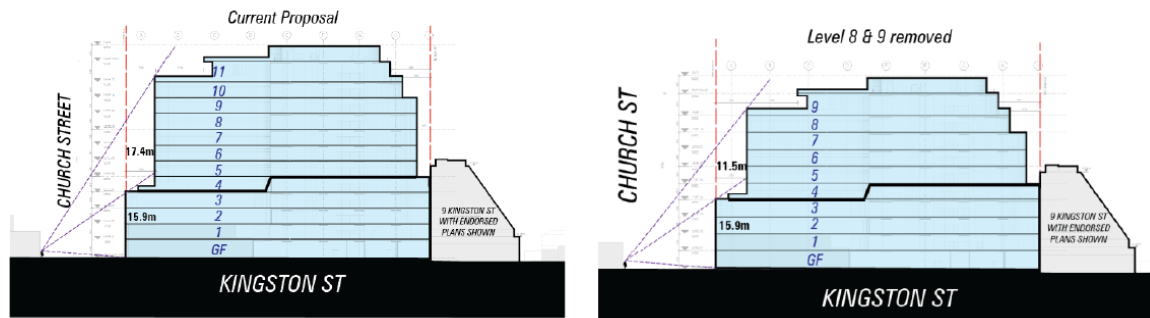 Current Proposal
CHURCH STREET
11
10
9
8
7
17.4m
6
5
4
3
15.9m
2
1
GF
9 KINGSTON ST
WITH ENDORSED
PLANS SHOWN
KINGSTON ST
Level 8 & 9 removed
CHURCH ST
9
8
7
6
11.5m
5
4
3
15.9m
2
1
GF
9 KINGSTON ST
WITH ENDORSED
PLANS SHOWN
KINGSTON ST